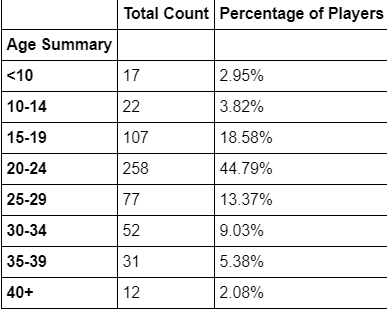 Total Count Percentage of Players
Age Summary
<10 17 2.95%
10-14 22 3.82%
15-19 107 18.58%
20-24 258 44.79%
25-29 77 13.37%
30-34 52 9.03%
35-39 31 5.38%
40+ 12 2.08%